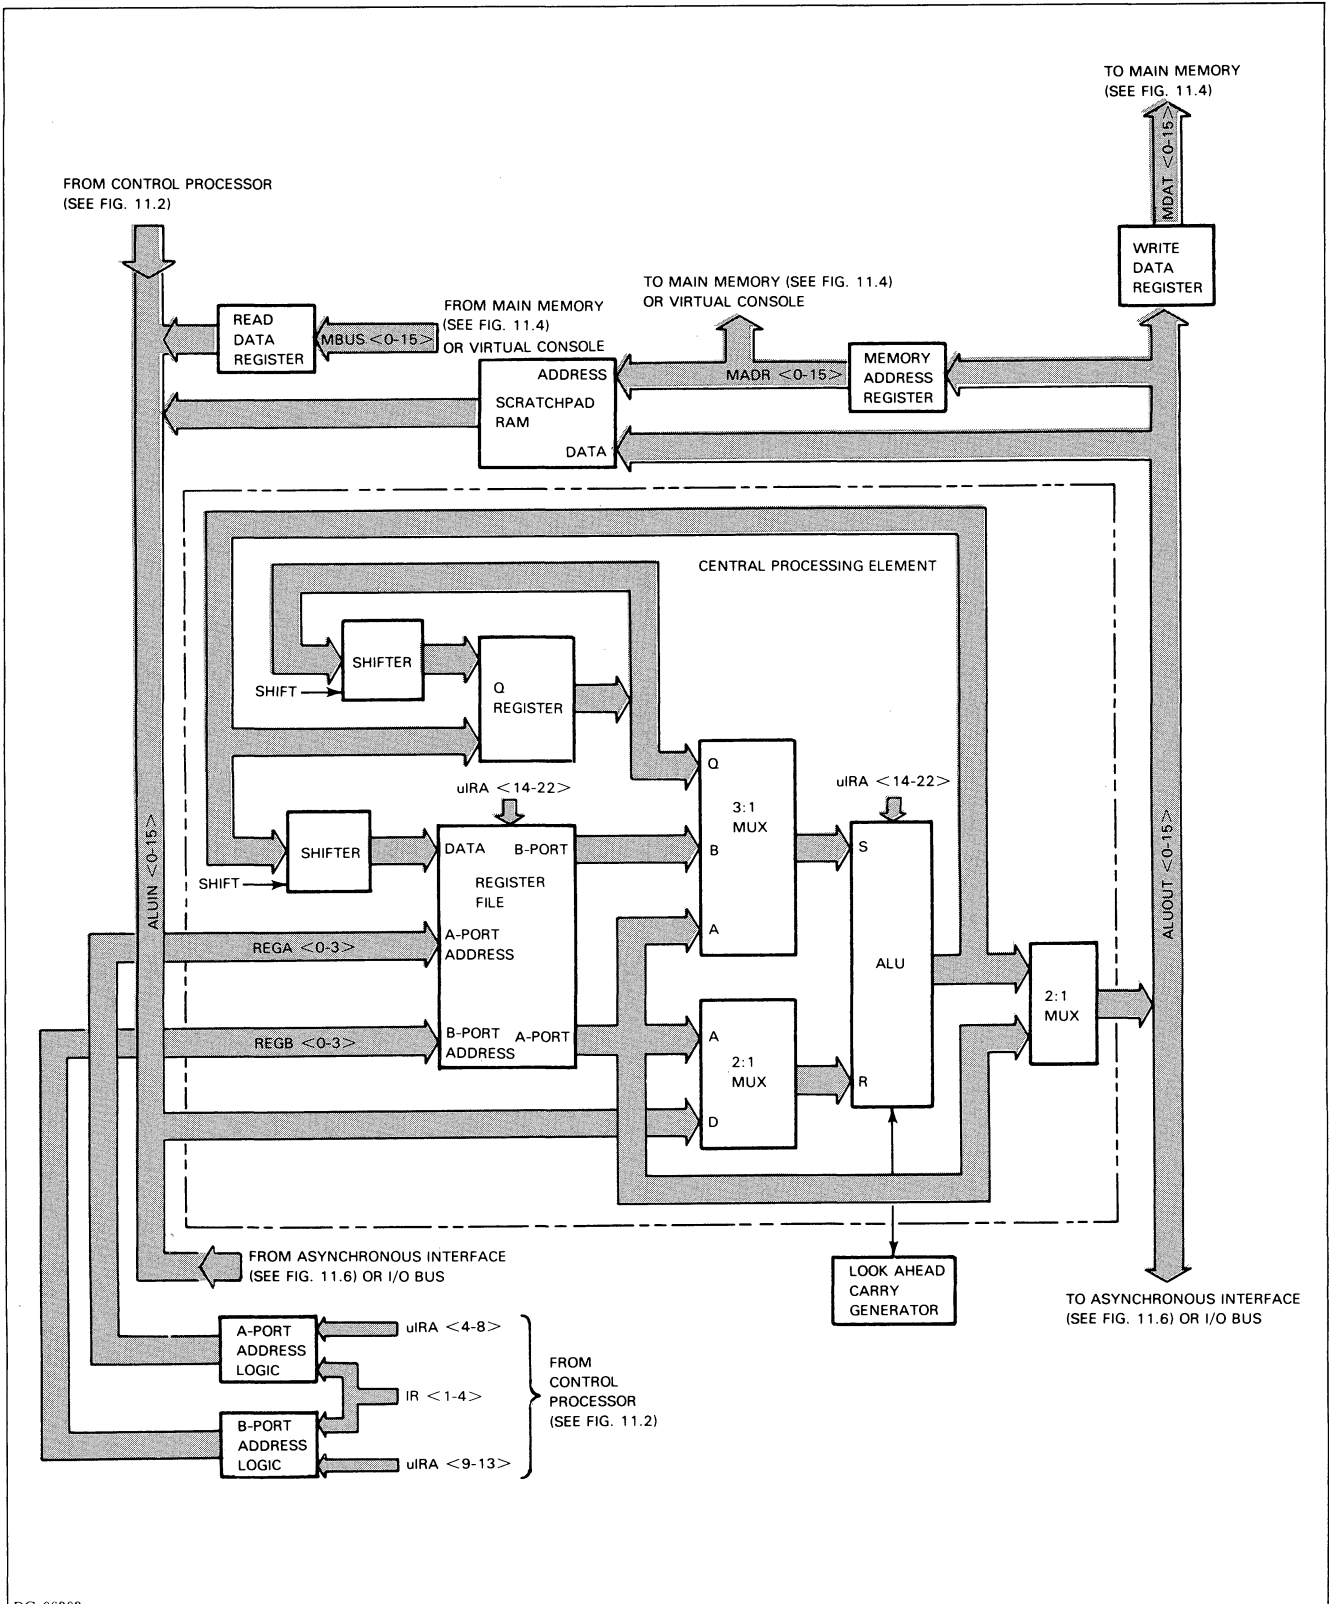 TO MAIN MEMORY
(SEE FIG. 11.4)
MDAT <0-15>
FROM CONTROL PROCESSOR
(SEE FIG. 11.2)
WRITE
DATA
REGISTER
TO MAIN MEMORY (SEE FIG. 11.4)
OR VIRTUAL CONSOLE
READ
DATA
REGISTER
MBUS <0-15>
FROM MAIN MEMORY
(SEE FIG. 11.4)
OR VIRTUAL CONSOLE
ADDRESS
SCRATCHPAD
RAM
DATA
MADR <0-15>
MEMORY
ADDRESS
REGISTER
CENTRAL PROCESSING ELEMENT
SHIFTER
SHIFT
Q
REGISTER
uIRA <14-22>
Q
3:1
MUX
B
A
uIRA <14-22>
SHIFTER
SHIFT
DATA B-PORT
REGISTER
FILE
A-PORT
ADDRESS
B-PORT
ADDRESS
A-PORT
S
ALU
R
ALUIN <0-15>
ALUOUT <0-15>
REGA <0-3>
REGB <0-3>
A
2:1
MUX
D
2:1
MUX
FROM ASYNCHRONOUS INTERFACE
(SEE FIG. 11.6) OR I/O BUS
LOOK AHEAD
CARRY
GENERATOR
TO ASYNCHRONOUS INTERFACE
(SEE FIG. 11.6) OR I/O BUS
A-PORT
ADDRESS
LOGIC
uIRA <4-8>
IR <1-4>
B-PORT
ADDRESS
LOGIC
uIRA <9-13>
FROM
CONTROL
PROCESSOR
(SEE FIG. 11.2)